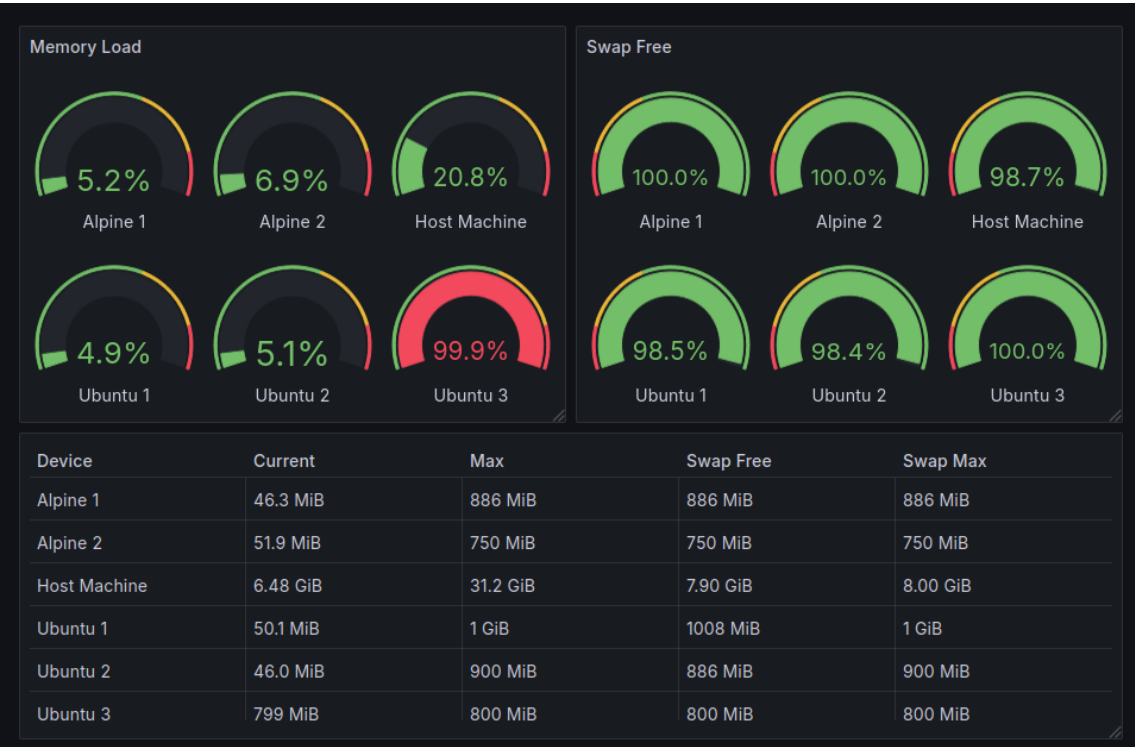 Memory Load
5.2%
6.9%
20.8%
Alpine 1
Alpine 2
Host Machine
4.9%
5.1%
99.9%
Ubuntu 1
Ubuntu 2
Ubuntu 3
Swap Free
100.0%
100.0%
98.7%
Alpine 1
Alpine 2
Host Machine
98.5%
98.4%
100.0%
Ubuntu 1
Ubuntu 2
Ubuntu 3
Device Current Max Swap Free Swap Max
Alpine 1 46.3 MiB 886 MiB 886 MiB 886 MiB
Alpine 2 51.9 MiB 750 MiB 750 MiB 750 MiB
Host Machine 6.48 GiB 31.2 GiB 7.90 GiB 8.00 GiB
Ubuntu 1 50.1 MiB 1 GiB 1008 MiB 1 GiB
Ubuntu 2 46.0 MiB 900 MiB 886 MiB 900 MiB
Ubuntu 3 799 MiB 800 MiB 800 MiB 800 MiB